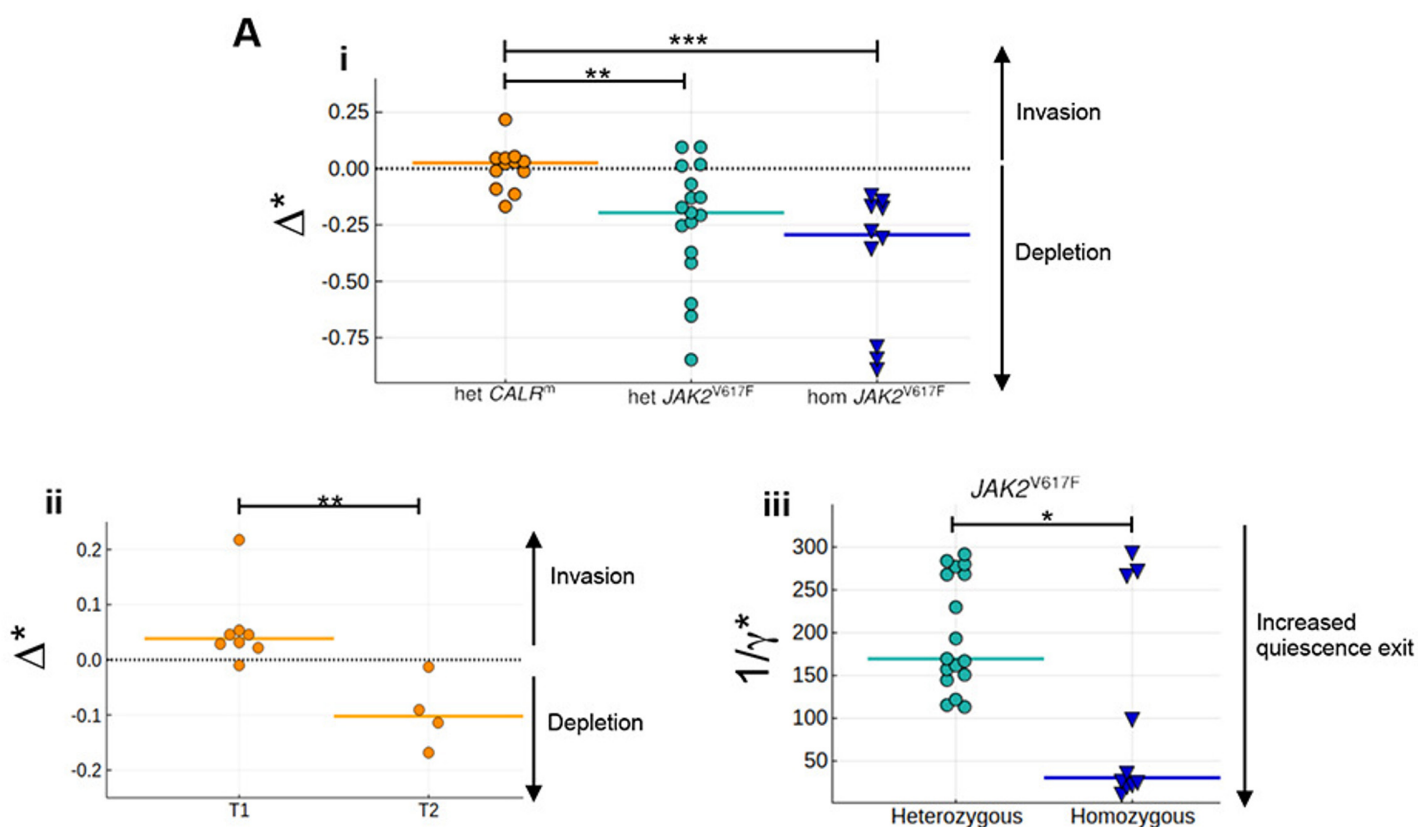 A
i
***
**
0.25
0.00
-0.25
-0.50
-0.75
Δ*
het CALRᵐ
het JAK2ⱽ⁶¹⁷ᶠ
hom JAK2ⱽ⁶¹⁷ᶠ
Invasion
Depletion
ii
**
0.2
0.1
0.0
-0.1
-0.2
Δ*
T1
T2
Invasion
Depletion
iii
JAK2ⱽ⁶¹⁷ᶠ
*
300
250
200
150
100
50
1/γ*
Heterozygous
Homozygous
Increased
quiescence exit